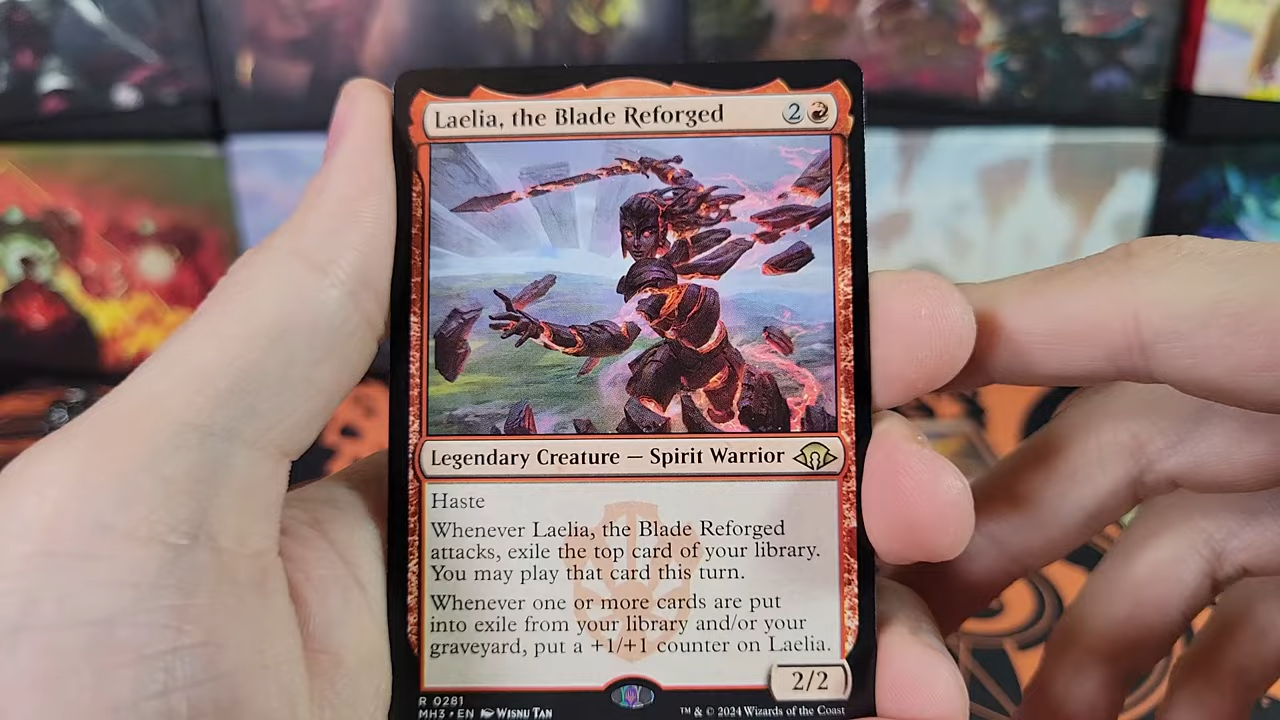 Laelia, the Blade Reforged 2
Legendary Creature — Spirit Warrior
Haste
Whenever Laelia, the Blade Reforged
attacks, exile the top card of your library.
You may play that card this turn.
Whenever one or more cards are put
into exile from your library and/or your
graveyard, put a +1/+1 counter on Laelia.
2/2
R 0281
MH3 • EN Wisnu Tan
™ & © 2024 Wizards of the Coast